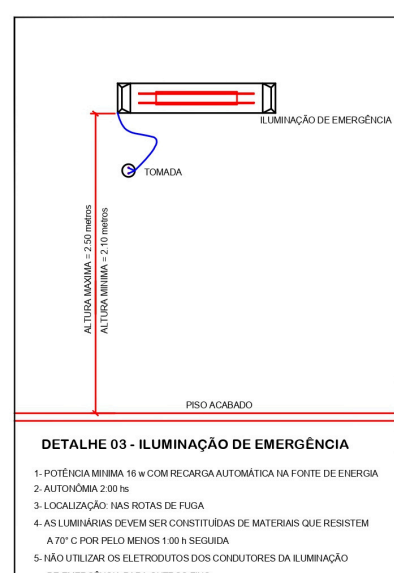 ILUMINAÇÃO DE EMERGÊNCIA
TOMADA
ALTURA MAXIMA = 2.50 metros
ALTURA MINIMA = 2.10 metros
PISO ACABADO
DETALHE 03 - ILUMINAÇÃO DE EMERGÊNCIA
1- POTÊNCIA MINIMA 16 w COM RECARGA AUTOMÁTICA NA FONTE DE ENERGIA
2- AUTONÔMIA 2:00 hs
3- LOCALIZAÇÃO: NAS ROTAS DE FUGA
4- AS LUMINÁRIAS DEVEM SER CONSTITUÍDAS DE MATERIAIS QUE RESISTEM
A 70° C POR PELO MENOS 1:00 h SEGUIDA
5- NÃO UTILIZAR OS ELETRODUTOS DOS CONDUTORES DA ILUMINAÇÃO